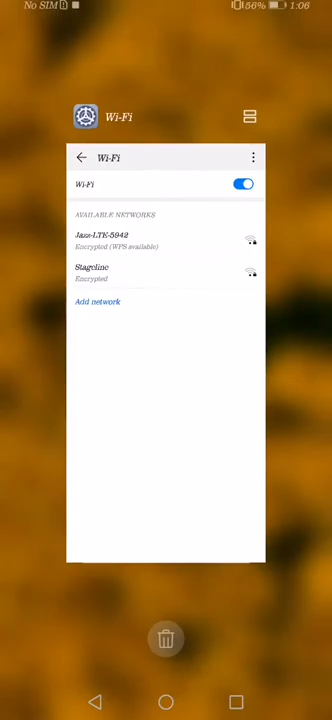 No SIM 56% 1:06
Wi-Fi
Wi-Fi
Wi-Fi
AVAILABLE NETWORKS
Jazz-LTE-5942
Encrypted (WPS available)
Stageline
Encrypted
Add network